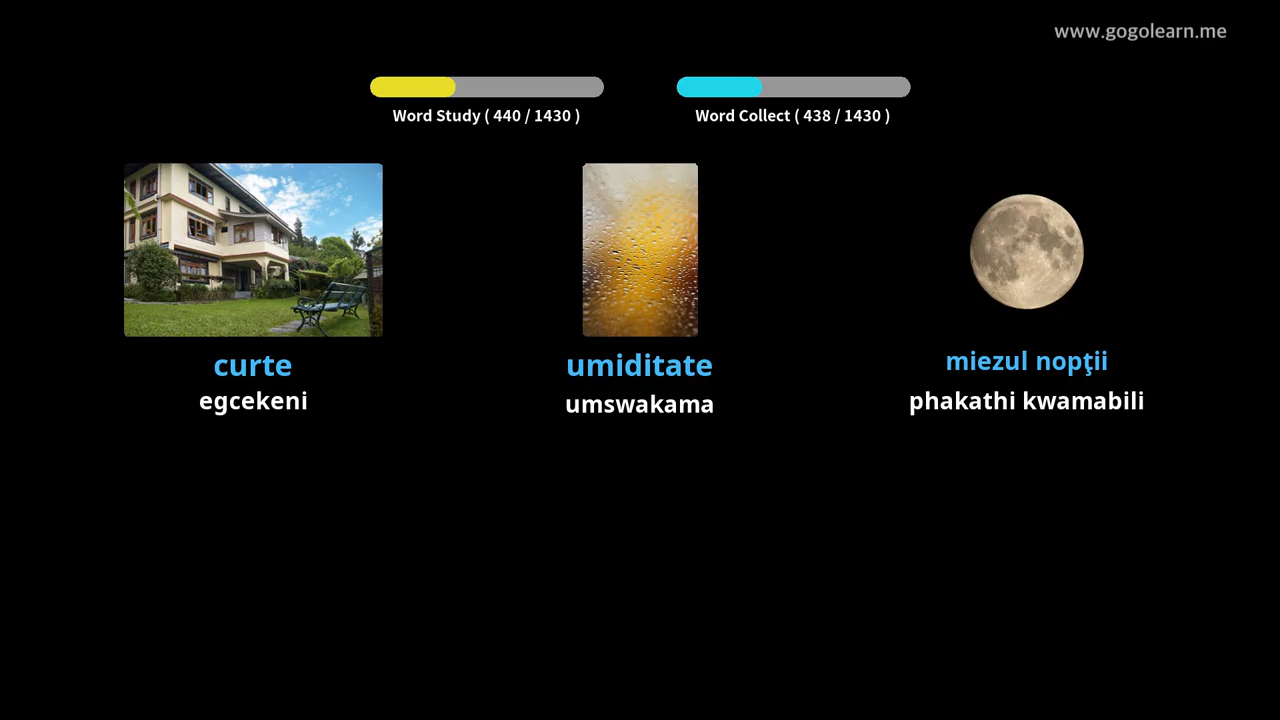 www.gogolearn.me
Word Study ( 440 / 1430 )
Word Collect ( 438 / 1430 )
curte
egcekeni
umiditate
umswakama
miezul nopţii
phakathi kwamabili